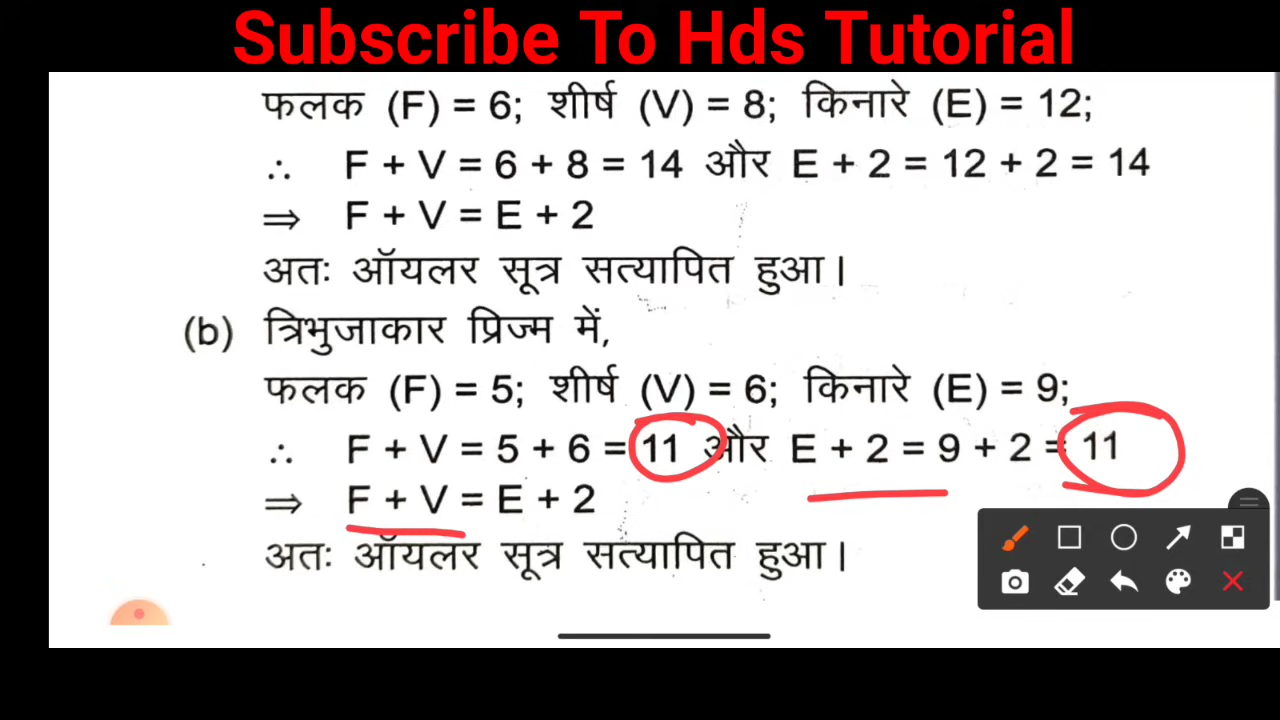 Subscribe To Hds Tutorial
फलक (F) = 6; शीर्ष (V) = 8; किनारे (E) = 12;
∴ F + V = 6 + 8 = 14 और E + 2 = 12 + 2 = 14
⇒ F + V = E + 2
अतः ऑयलर सूत्र सत्यापित हुआ।
(b) त्रिभुजाकार प्रिज्म में,
फलक (F) = 5; शीर्ष (V) = 6; किनारे (E) = 9;
∴ F + V = 5 + 6 = 11 और E + 2 = 9 + 2 = 11
⇒ F + V = E + 2
अतः ऑयलर सूत्र सत्यापित हुआ।